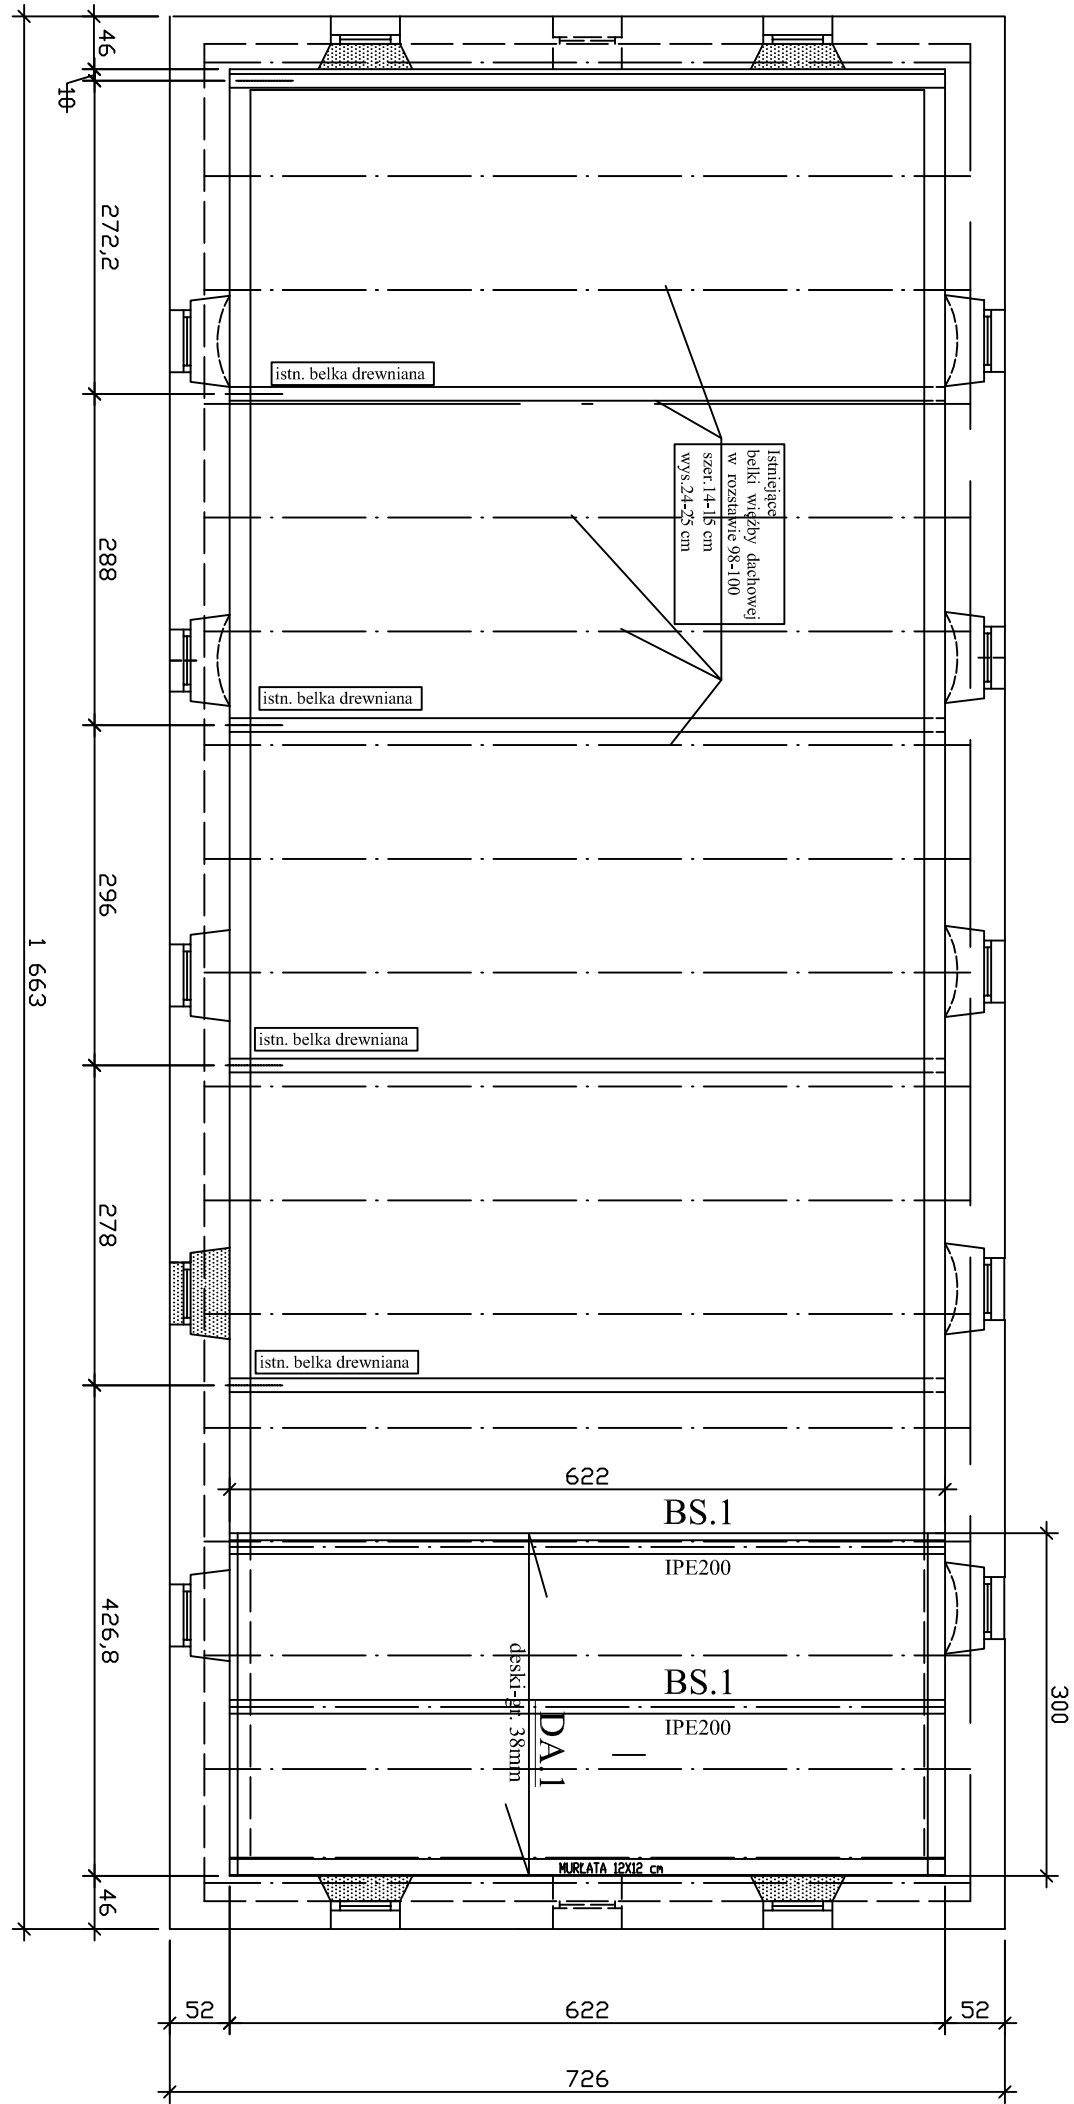 46
10
272,2
288
296
278
426,8
46
1 663
istn. belka drewniana
Istniejące
belki więźby dachowej
w rozstawie 98-100
szer.14-15 cm
wys.24-25 cm
istn. belka drewniana
istn. belka drewniana
istn. belka drewniana
622
BS.1
IPE200
BS.1
IPE200
DA.1
deski-gr. 38mm
300
MURŁATA 12X12 cm
52
622
52
726